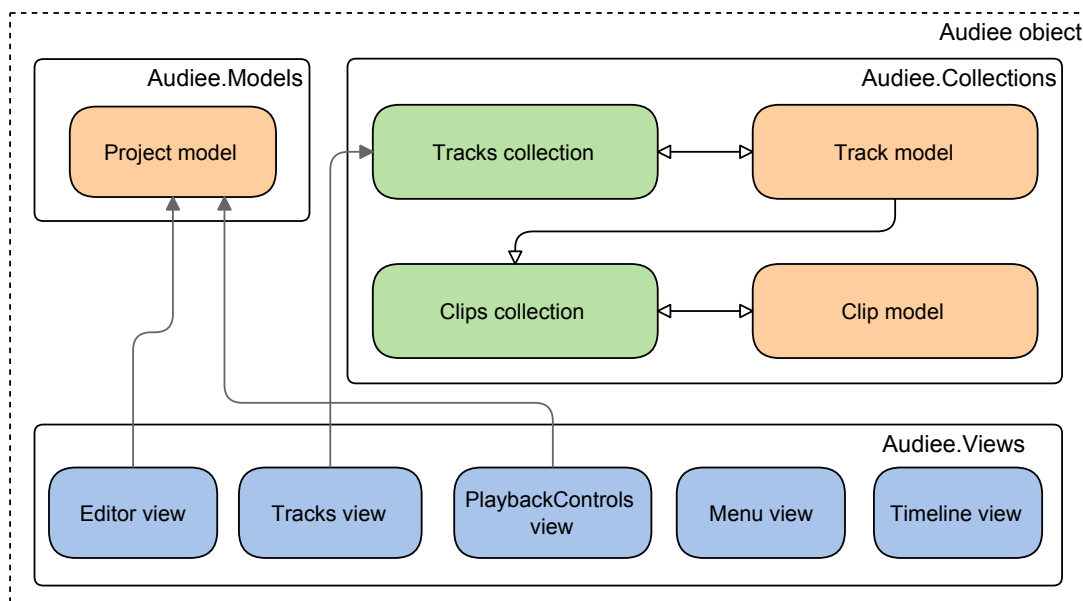 Audiee object
Audiee.Models
Audiee.Collections
Project model
Tracks collection
Track model
Clips collection
Clip model
Audiee.Views
Editor view
Tracks view
PlaybackControls
view
Menu view
Timeline view